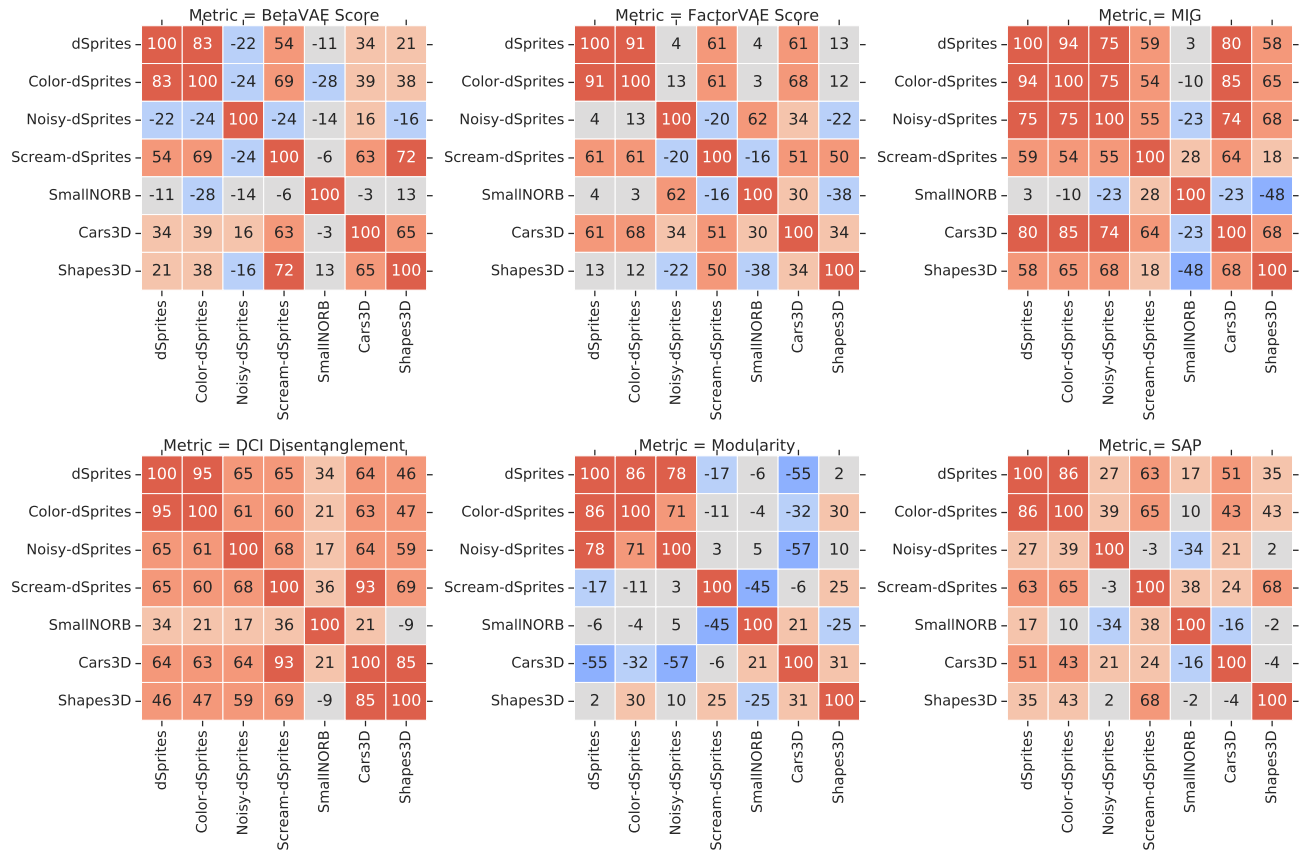 Metric = BetaVAE Score
dSprites 100 83 -22 54 -11 34 21
Color-dSprites 83 100 -24 69 -28 39 38
Noisy-dSprites -22 -24 100 -24 -14 16 -16
Scream-dSprites 54 69 -24 100 -6 63 72
SmallNORB -11 -28 -14 -6 100 -3 13
Cars3D 34 39 16 63 -3 100 65
Shapes3D 21 38 -16 72 13 65 100
dSprites
Color-dSprites
Noisy-dSprites
Scream-dSprites
SmallNORB
Cars3D
Shapes3D
Metric = FactorVAE Score
dSprites 100 91 4 61 4 61 13
Color-dSprites 91 100 13 61 3 68 12
Noisy-dSprites 4 13 100 -20 62 34 -22
Scream-dSprites 61 61 -20 100 -16 51 50
SmallNORB 4 3 62 -16 100 30 -38
Cars3D 61 68 34 51 30 100 34
Shapes3D 13 12 -22 50 -38 34 100
dSprites
Color-dSprites
Noisy-dSprites
Scream-dSprites
SmallNORB
Cars3D
Shapes3D
Metric = MIG
dSprites 100 94 75 59 3 80 58
Color-dSprites 94 100 75 54 -10 85 65
Noisy-dSprites 75 75 100 55 -23 74 68
Scream-dSprites 59 54 55 100 28 64 18
SmallNORB 3 -10 -23 28 100 -23 -48
Cars3D 80 85 74 64 -23 100 68
Shapes3D 58 65 68 18 -48 68 100
dSprites
Color-dSprites
Noisy-dSprites
Scream-dSprites
SmallNORB
Cars3D
Shapes3D
Metric = DCI Disentanglement
dSprites 100 95 65 65 34 64 46
Color-dSprites 95 100 61 60 21 63 47
Noisy-dSprites 65 61 100 68 17 64 59
Scream-dSprites 65 60 68 100 36 93 69
SmallNORB 34 21 17 36 100 21 -9
Cars3D 64 63 64 93 21 100 85
Shapes3D 46 47 59 69 -9 85 100
dSprites
Color-dSprites
Noisy-dSprites
Scream-dSprites
SmallNORB
Cars3D
Shapes3D
Metric = Modularity
dSprites 100 86 78 -17 -6 -55 2
Color-dSprites 86 100 71 -11 -4 -32 30
Noisy-dSprites 78 71 100 3 5 -57 10
Scream-dSprites -17 -11 3 100 -45 -6 25
SmallNORB -6 -4 5 -45 100 21 -25
Cars3D -55 -32 -57 -6 21 100 31
Shapes3D 2 30 10 25 -25 31 100
dSprites
Color-dSprites
Noisy-dSprites
Scream-dSprites
SmallNORB
Cars3D
Shapes3D
Metric = SAP
dSprites 100 86 27 63 17 51 35
Color-dSprites 86 100 39 65 10 43 43
Noisy-dSprites 27 39 100 -3 -34 21 2
Scream-dSprites 63 65 -3 100 38 24 68
SmallNORB 17 10 -34 38 100 -16 -2
Cars3D 51 43 21 24 -16 100 -4
Shapes3D 35 43 2 68 -2 -4 100
dSprites
Color-dSprites
Noisy-dSprites
Scream-dSprites
SmallNORB
Cars3D
Shapes3D